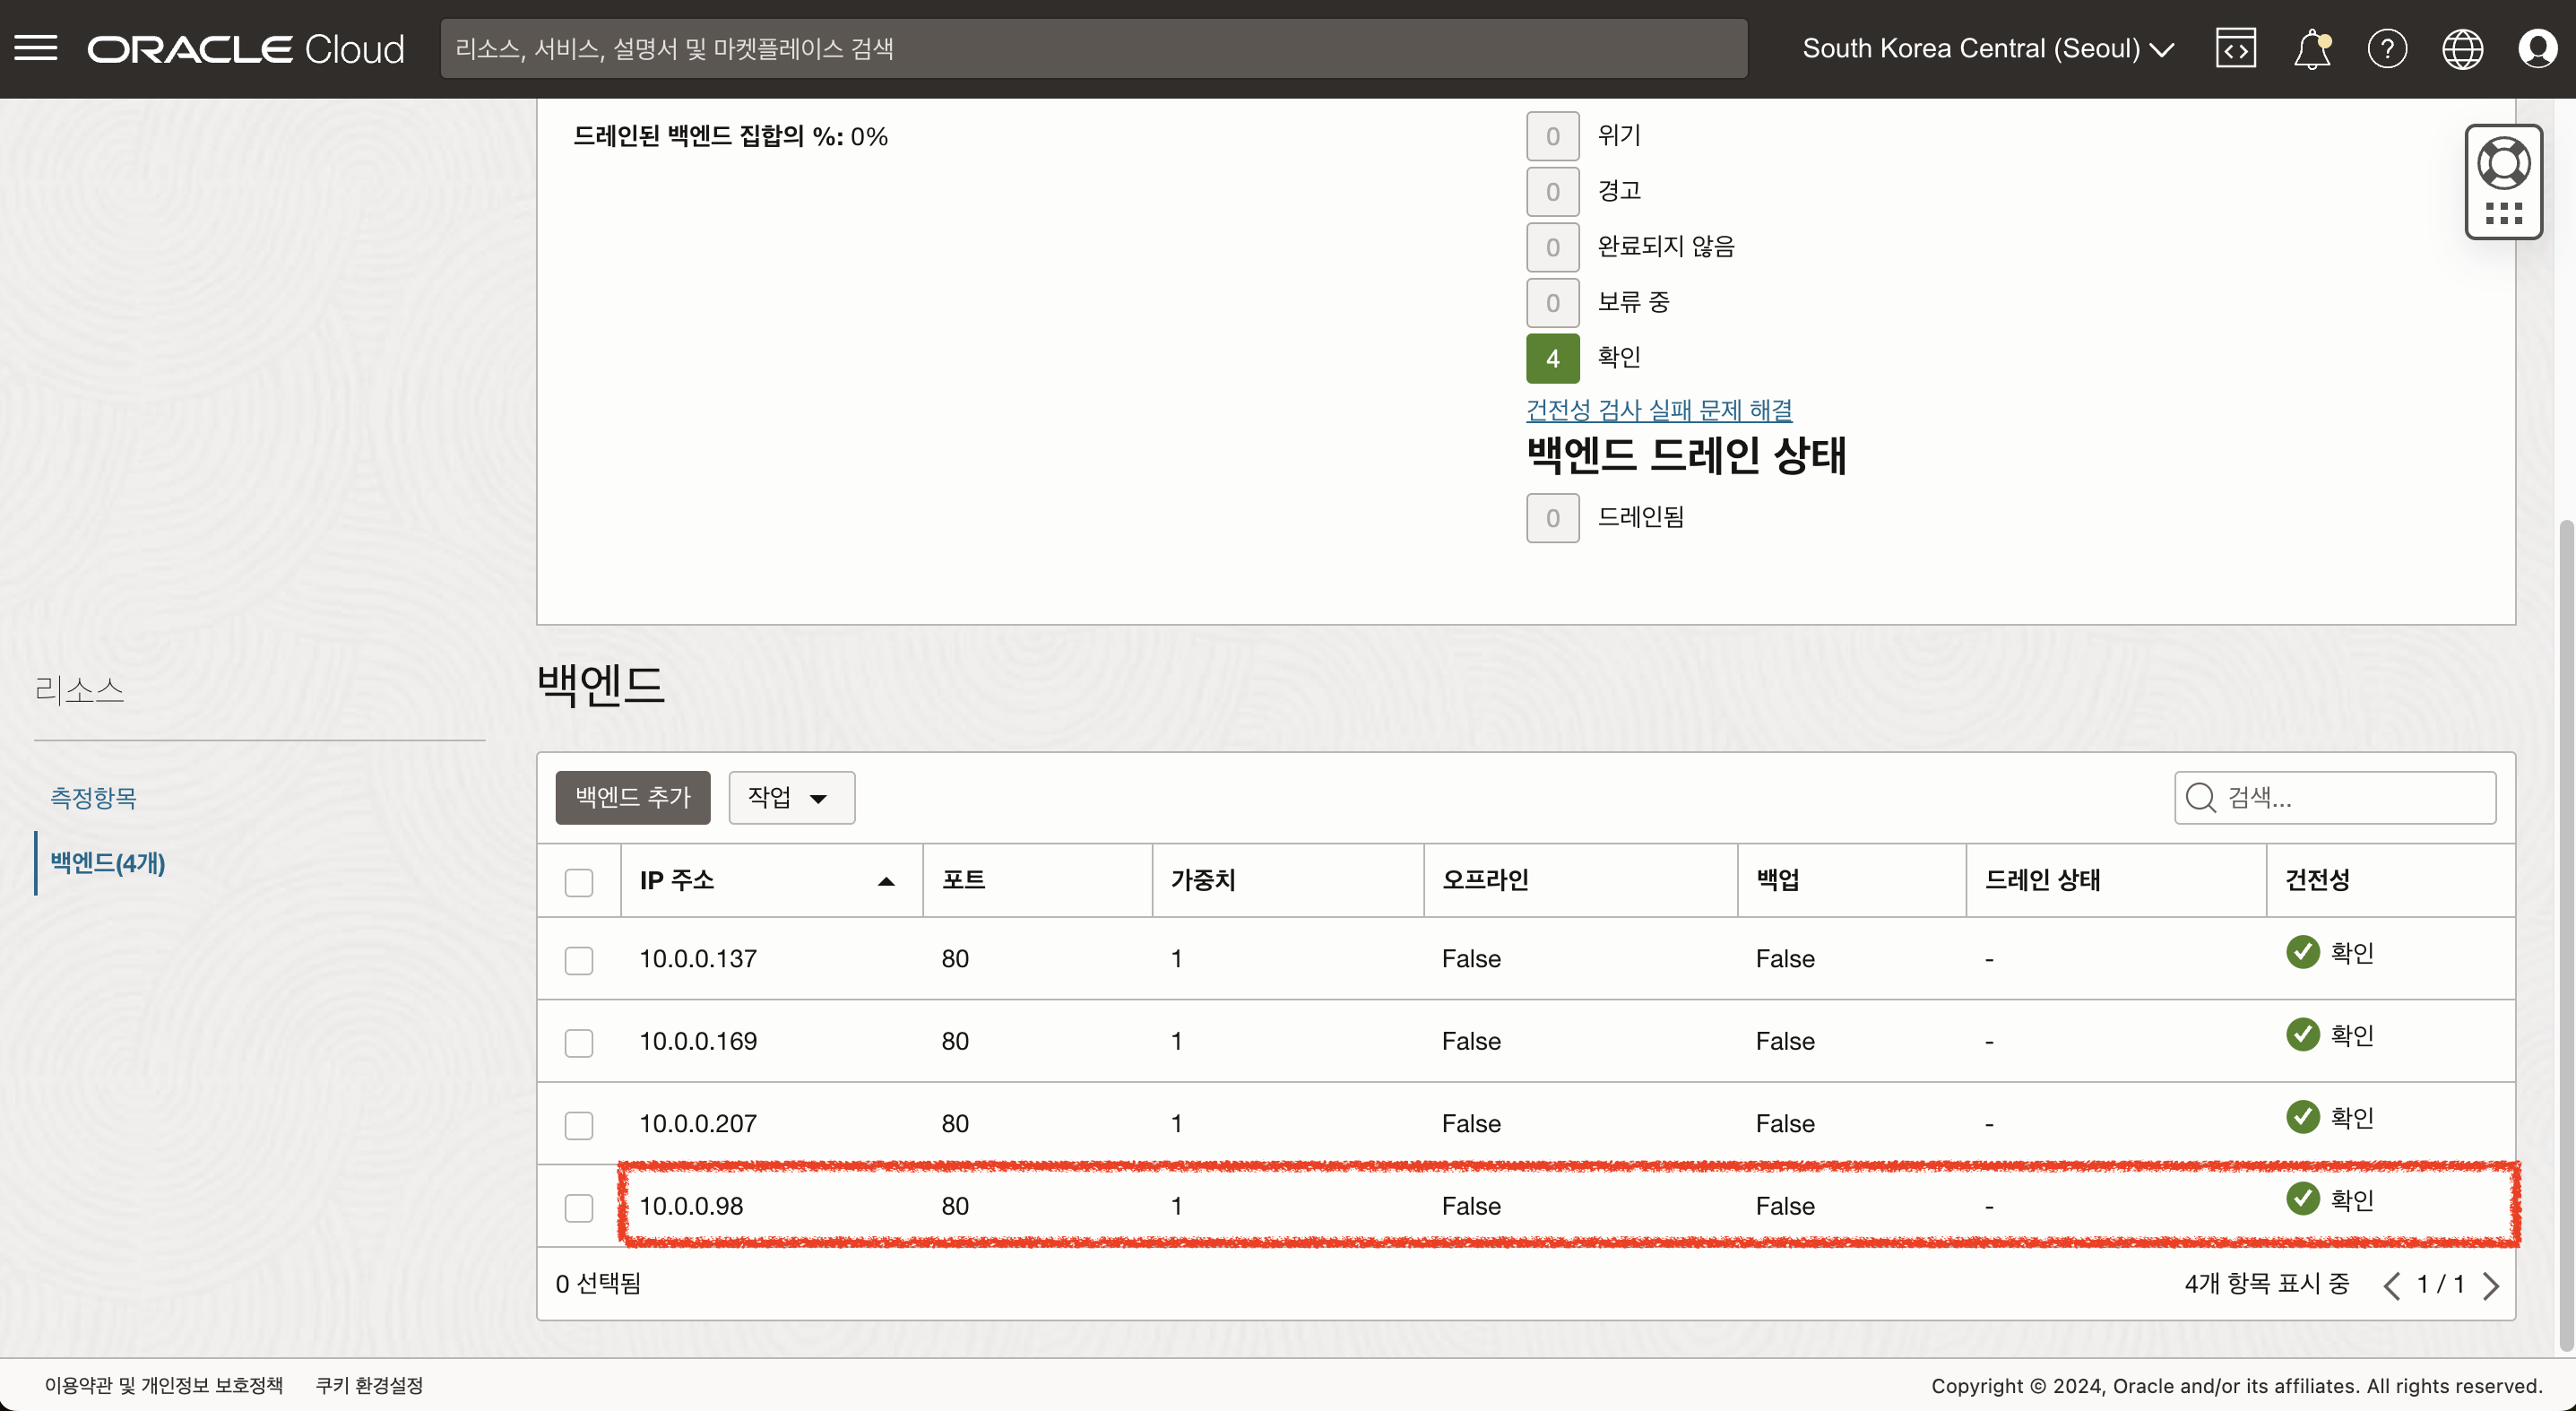 ORACLE Cloud
리소스, 서비스, 설명서 및 마켓플레이스 검색
South Korea Central (Seoul)
드레인된 백엔드 집합의 %: 0%
0 위기
0 경고
0 완료되지 않음
0 보류 중
4 확인
건전성 검사 실패 문제 해결
백엔드 드레인 상태
0 드레인됨
리소스
측정항목
백엔드(4개)
백엔드
백엔드 추가 작업 검색...
IP 주소 포트 가중치 오프라인 백업 드레인 상태 건전성
10.0.0.137 80 1 False False - 확인
10.0.0.169 80 1 False False - 확인
10.0.0.207 80 1 False False - 확인
10.0.0.98 80 1 False False - 확인
0 선택됨 4개 항목 표시 중 1 / 1
이용약관 및 개인정보 보호정책 쿠키 환경설정 Copyright © 2024, Oracle and/or its affiliates. All rights reserved.